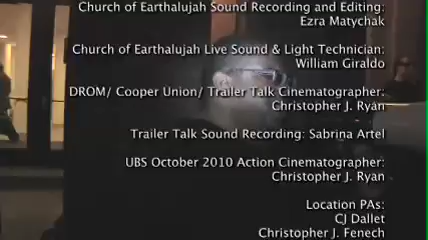 Church of Earthalujah Sound Recording and Editing:
Ezra Matychak
Church of Earthalujah Live Sound & Light Technician:
William Giraldo
DROM/ Cooper Union/ Trailer Talk Cinematographer:
Christopher J. Ryan
Trailer Talk Sound Recording: Sabrina Artel
UBS October 2010 Action Cinematographer:
Christopher J. Ryan
Location PAs:
CJ Dallet
Christopher J. Fenech